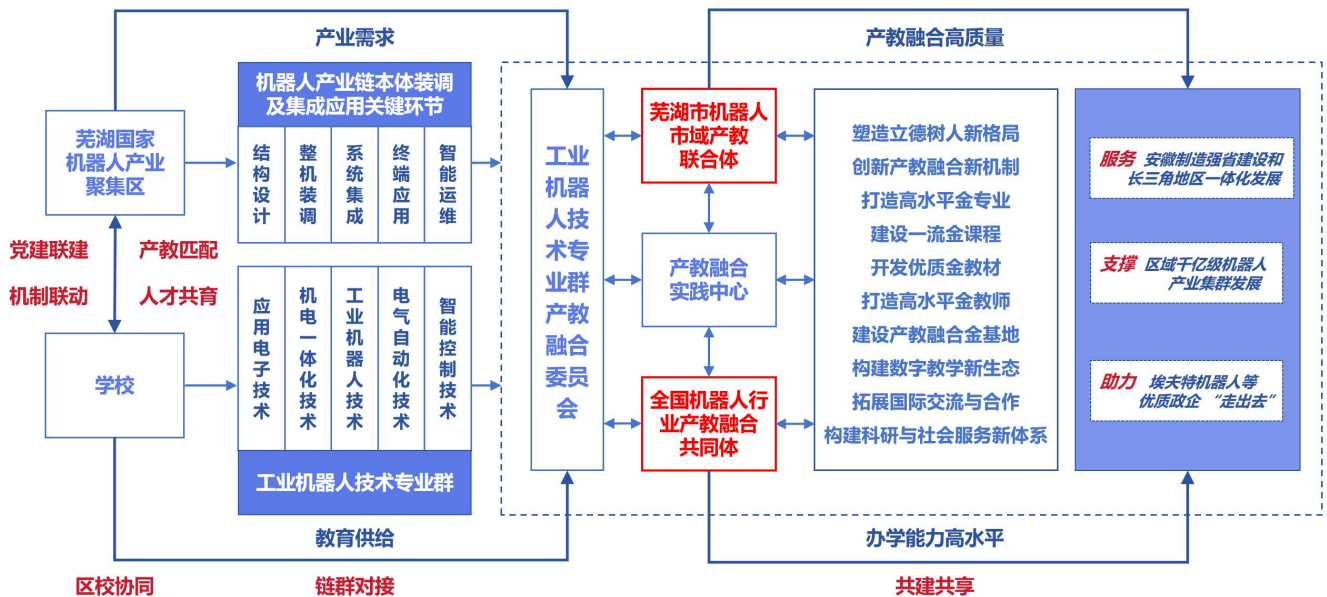 产业需求
产教融合高质量
芜湖国家
机器人产业
聚集区
机器人产业链本体装调
及集成应用关键环节
结构设计
整机装调
系统集成
终端应用
智能运维
党建联建
产教匹配
机制联动
人才共育
学校
应用电子技术
机电一体化技术
工业机器人技术
电气自动化技术
智能控制技术
工业机器人技术专业群
工业机器人技术专业群产教融合委员会
芜湖市机器人
市域产教
联合体
产教融合
实践中心
全国机器人行
业产教融合
共同体
塑造立德树人新格局
创新产教融合新机制
打造高水平金专业
建设一流金课程
开发优质金教材
打造高水平金教师
建设产教融合金基地
构建数字教学新生态
拓展国际交流与合作
构建科研与社会服务新体系
服务 安徽制造强省建设和
长三角地区一体化发展
支撑 区域千亿级机器人
产业集群发展
助力 埃夫特机器人等
优质政企 “走出去”
教育供给
办学能力高水平
区校协同
链群对接
共建共享